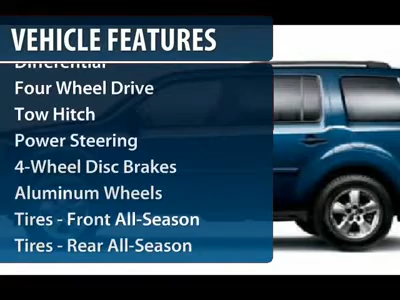 VEHICLE FEATURES
Differential
Four Wheel Drive
Tow Hitch
Power Steering
4-Wheel Disc Brakes
Aluminum Wheels
Tires - Front All-Season
Tires - Rear All-Season